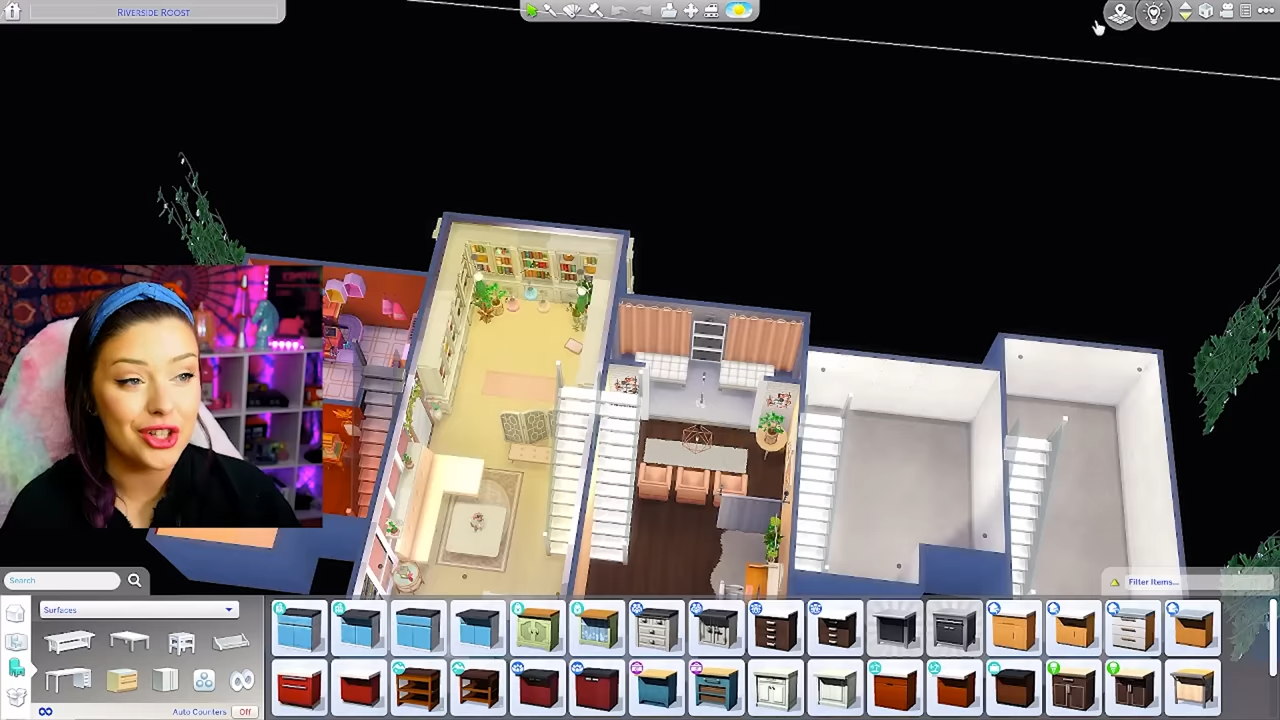 RIVERSIDE ROOST
Search
Filter Items...
Surfaces
Auto Counters Off